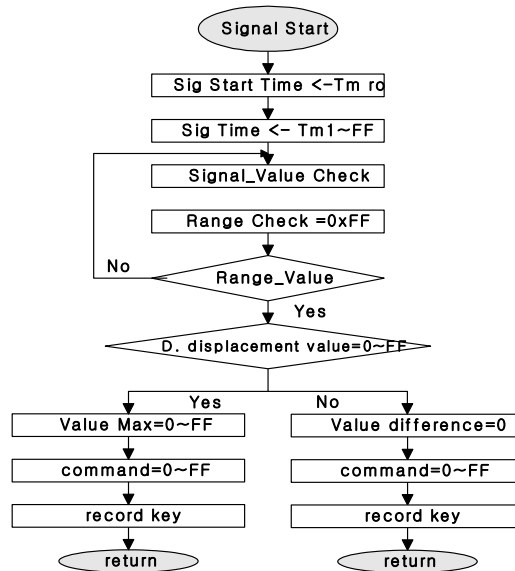 Signal Start
Sig Start Time <-Tm ro
Sig Time <- Tm1~FF
Signal_Value Check
Range Check =0xFF
No
Range_Value
Yes
D. displacement value=0~FF
Yes
No
Value Max=0~FF
Value difference=0
command=0~FF
command=0~FF
record key
record key
return
return